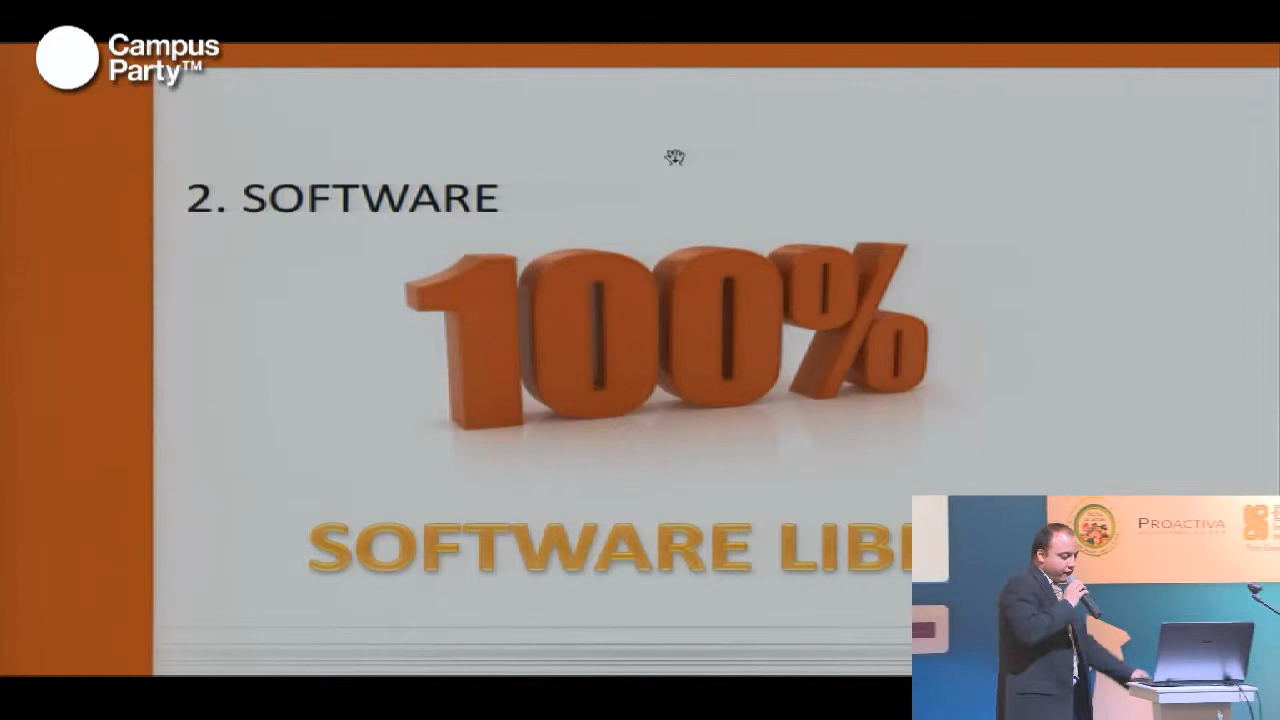 Campus
Party™
2. SOFTWARE
100%
SOFTWARE LIB
PROACTIVA